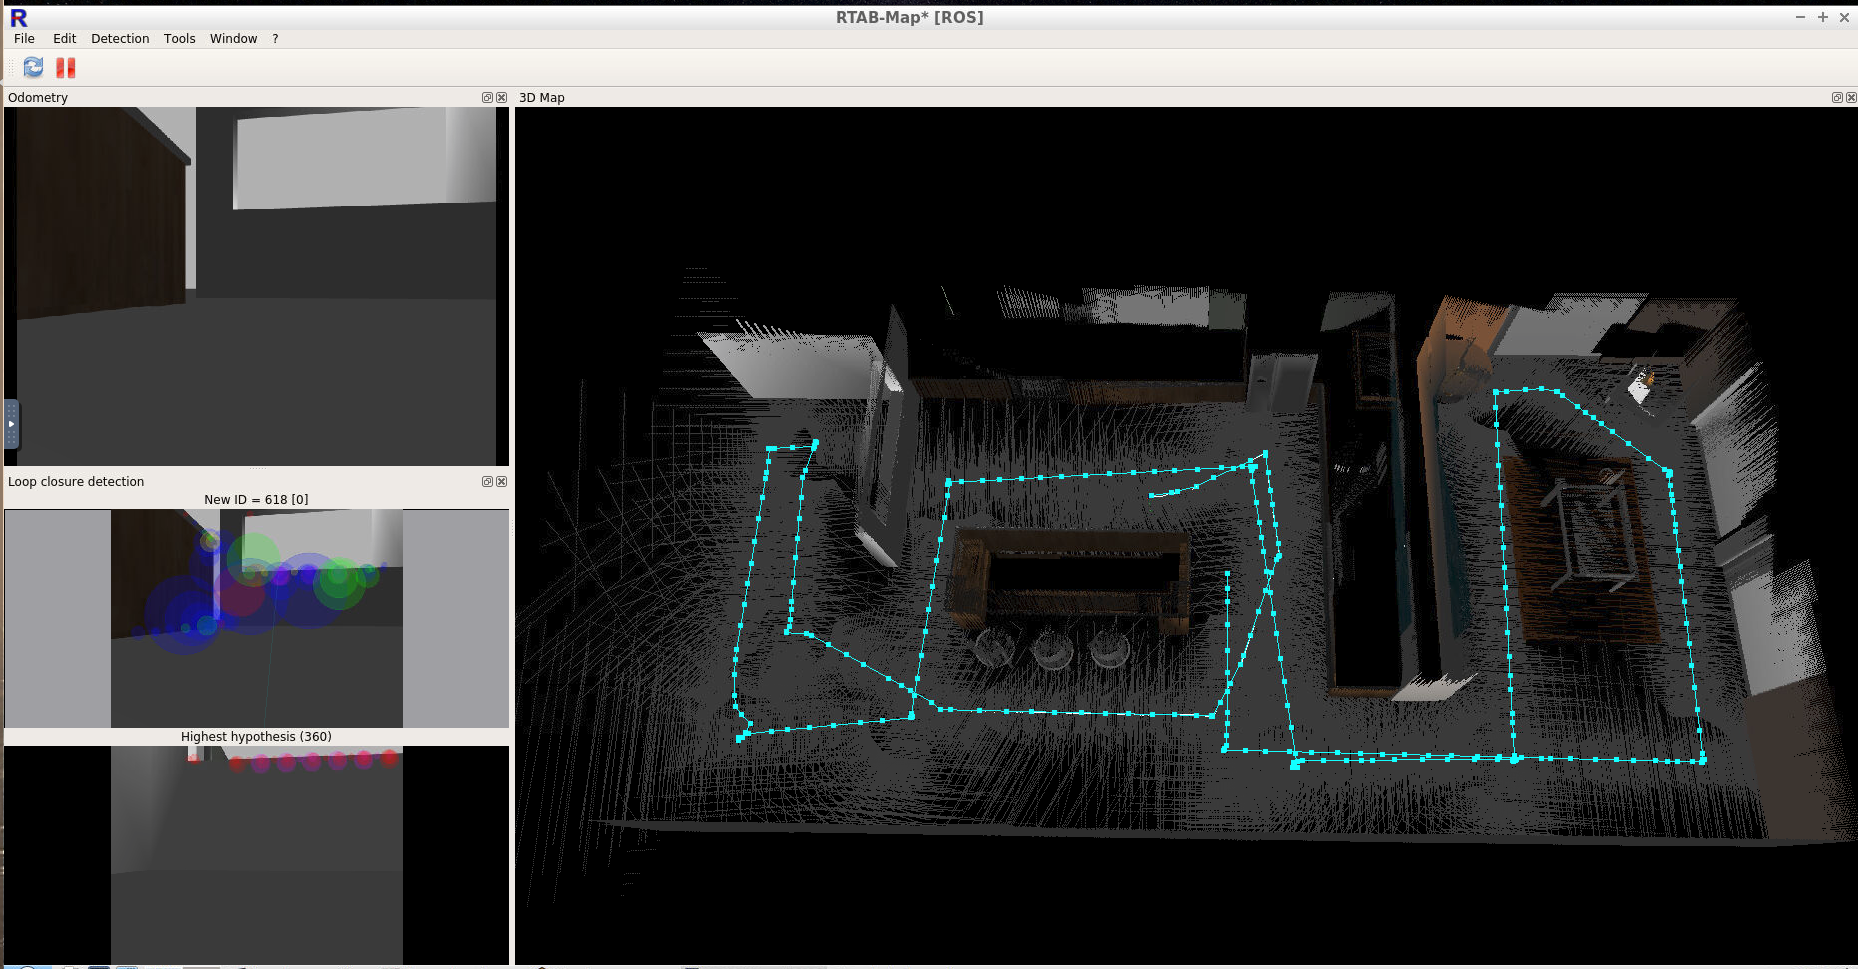 RTAB-Map* [ROS]
File Edit Detection Tools Window ?
Odometry
3D Map
Loop closure detection
New ID = 618 [0]
Highest hypothesis (360)